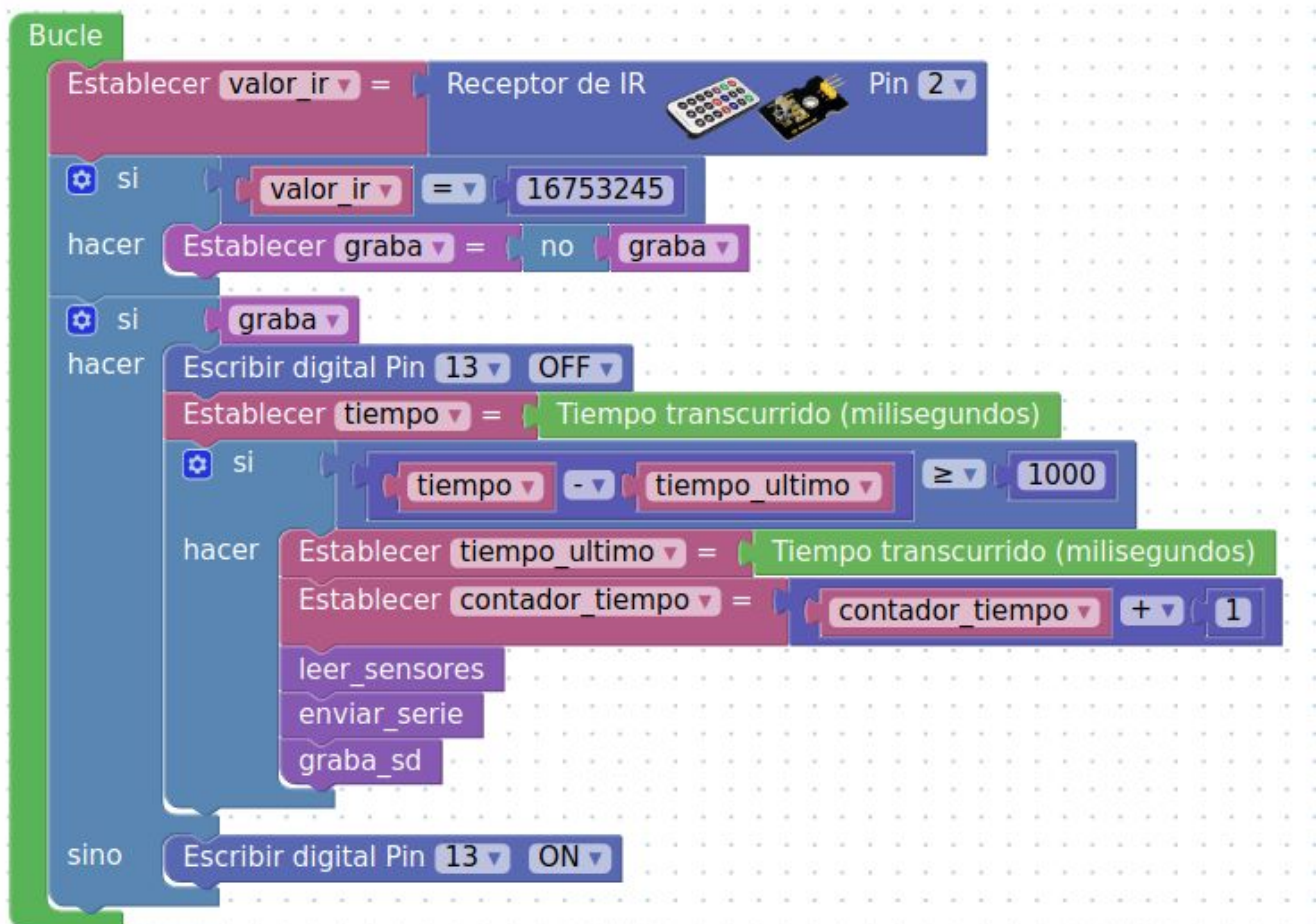 Bucle
Establecer valor_ir = Receptor de IR Pin 2
si valor_ir = 16753245
hacer Establecer graba = no graba
si graba
hacer Escribir digital Pin 13 OFF
Establecer tiempo = Tiempo transcurrido (milisegundos)
si tiempo - tiempo_ultimo ≥ 1000
hacer Establecer tiempo_ultimo = Tiempo transcurrido (milisegundos)
Establecer contador_tiempo = contador_tiempo + 1
leer_sensores
enviar_serie
graba_sd
sino Escribir digital Pin 13 ON